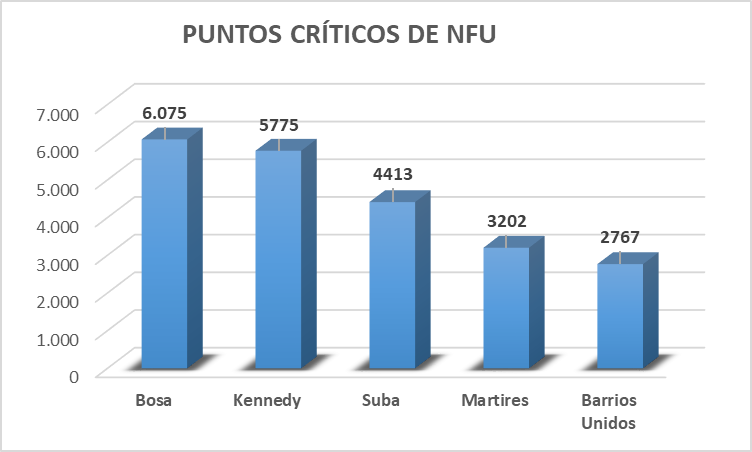 PUNTOS CRÍTICOS DE NFU
7.000
6.000
5.000
4.000
3.000
2.000
1.000
0
6.075
5775
4413
3202
2767
Bosa
Kennedy
Suba
Martires
Barrios
Unidos